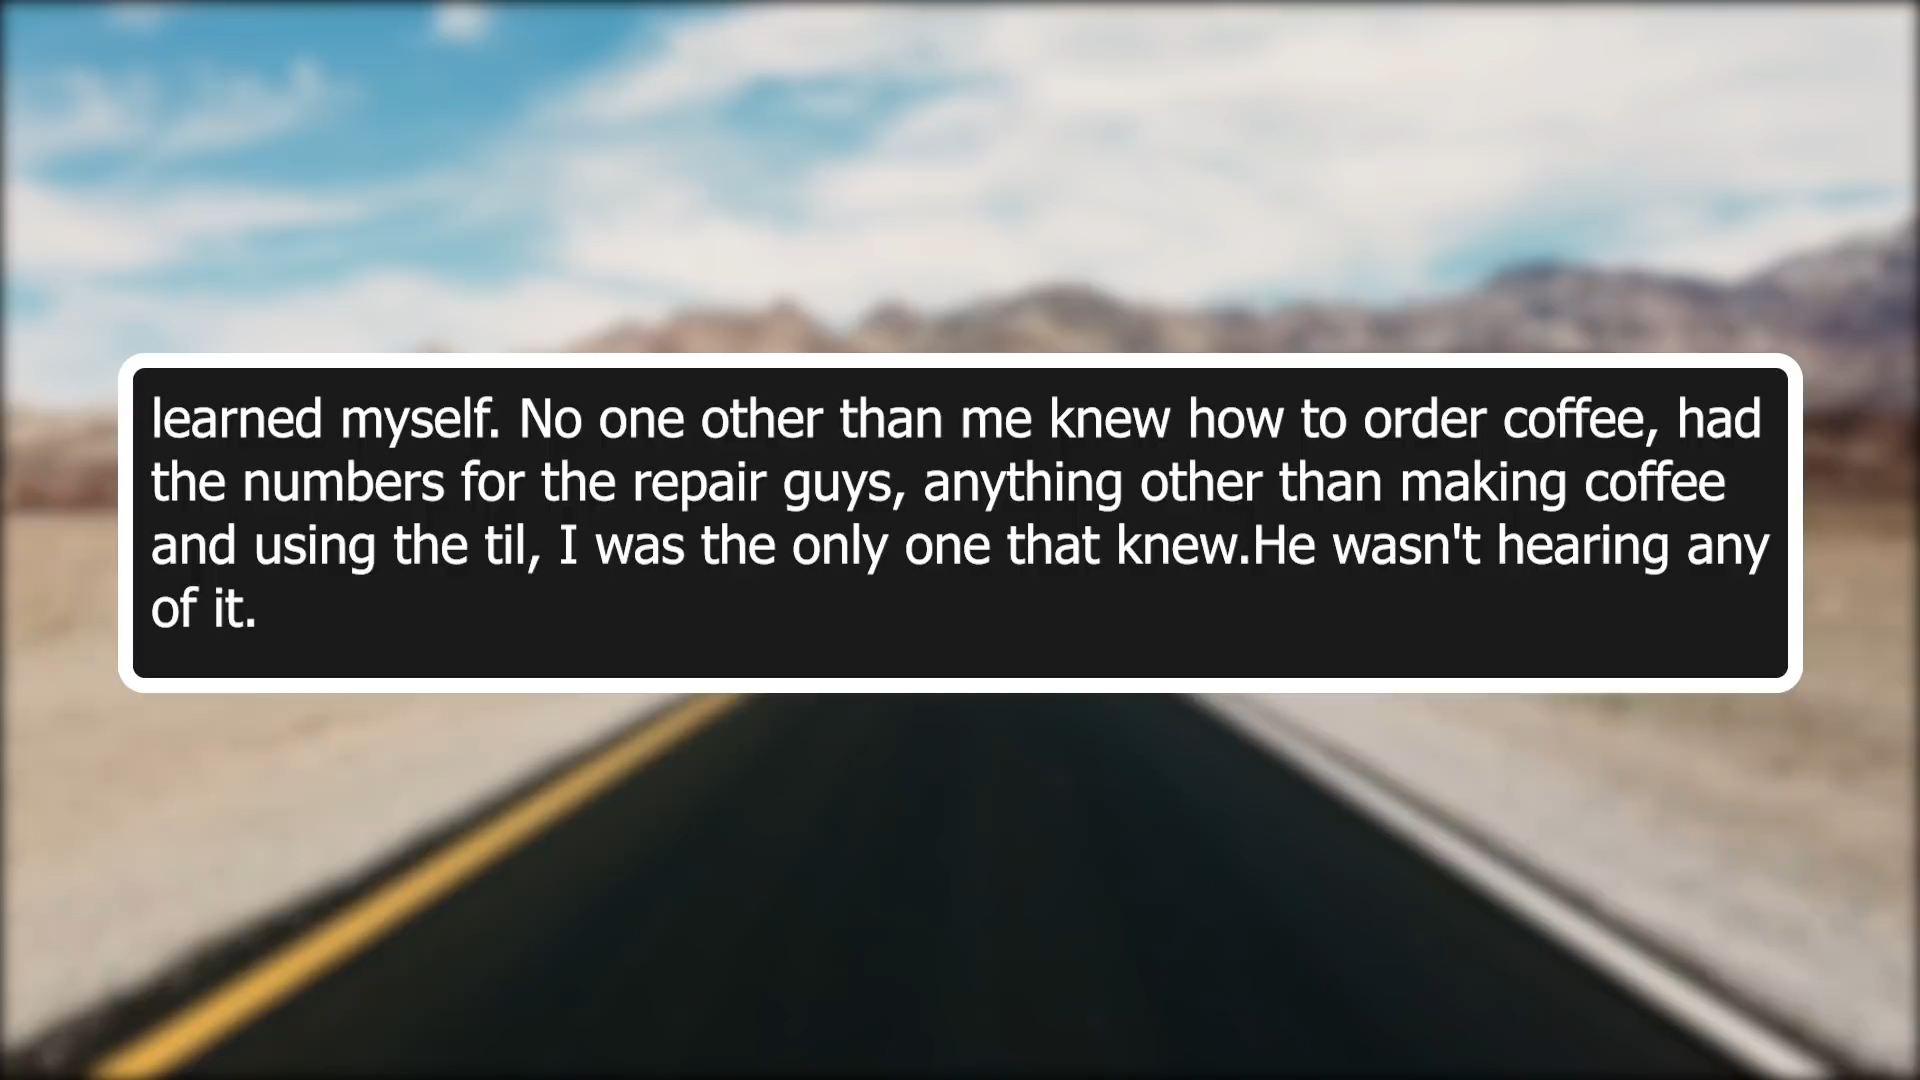 learned myself. No one other than me knew how to order coffee, had
the numbers for the repair guys, anything other than making coffee
and using the til, I was the only one that knew.He wasn't hearing any
of it.